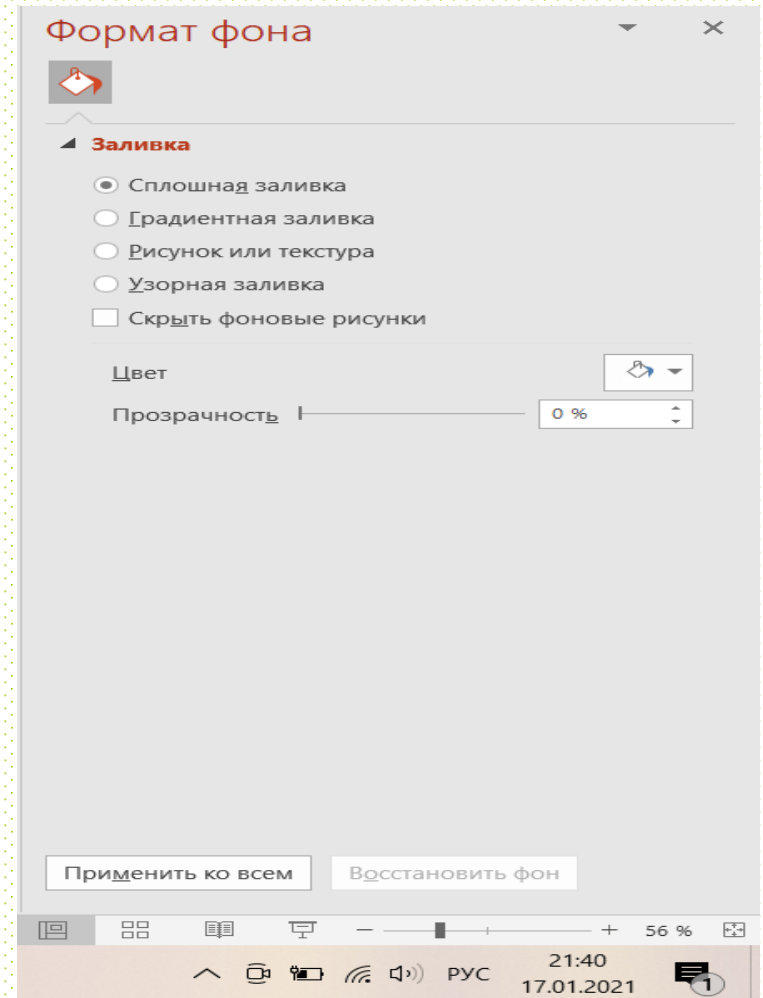 Формат фона
Заливка
Сплошная заливка
Градиентная заливка
Рисунок или текстура
Узорная заливка
Скрыть фоновые рисунки
Цвет
Прозрачность 0 %
Применить ко всем Восстановить фон
56 %
РУС 21:40
17.01.2021 1